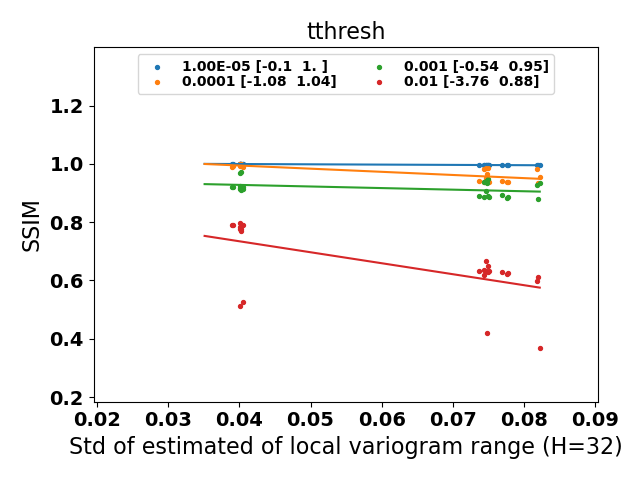 tthresh
1.00E-05 [-0.1  1. ]
0.0001 [-1.08  1.04]
0.001 [-0.54  0.95]
0.01 [-3.76  0.88]
SSIM
1.2
1.0
0.8
0.6
0.4
0.2
0.02 0.03 0.04 0.05 0.06 0.07 0.08 0.09
Std of estimated of local variogram range (H=32)